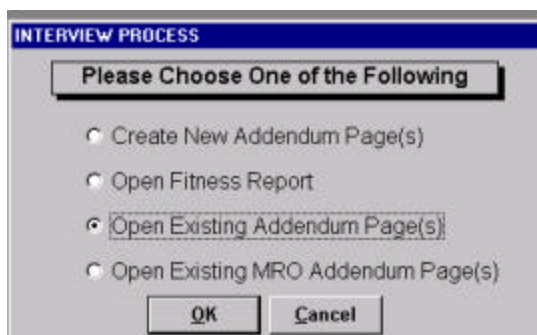 INTERVIEW PROCESS
Please Choose One of the Following
Create New Addendum Page(s)
Open Fitness Report
Open Existing Addendum Page(s)
Open Existing MRO Addendum Page(s)
OK Cancel